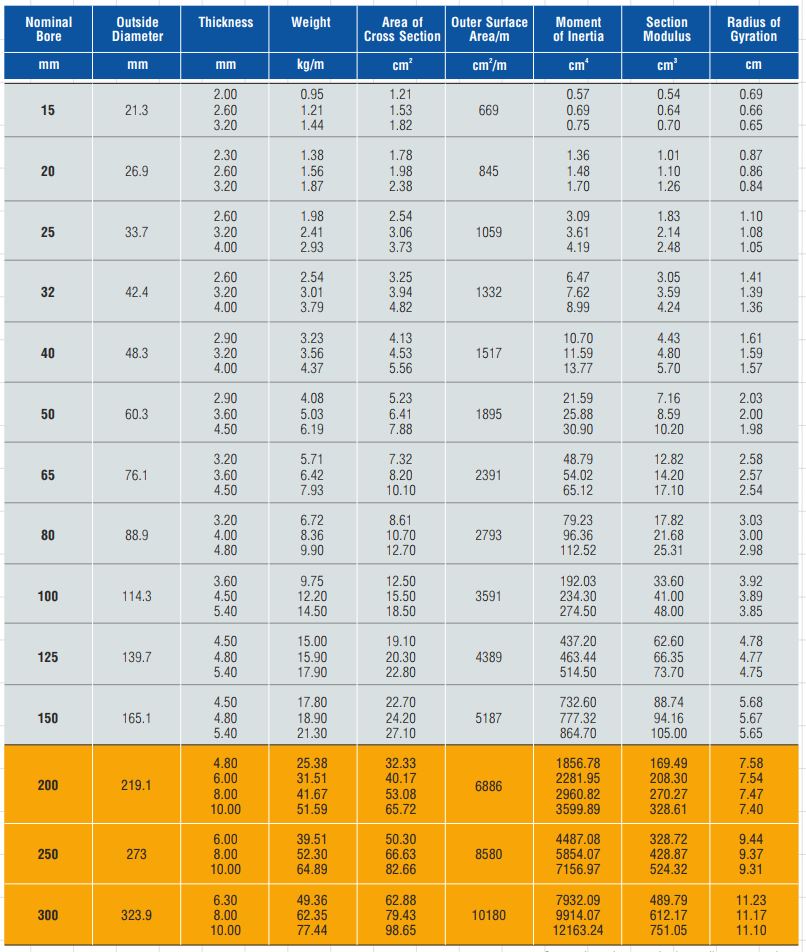 Nominal Bore Outside Diameter Thickness Weight Area of Cross Section Outer Surface Area/m Moment of Inertia Section Modulus Radius of Gyration
mm mm mm kg/m cm² cm²/m cm⁴ cm³ cm
2.00 0.95 1.21 0.57 0.54 0.69
15 21.3 2.60 1.21 1.53 669 0.69 0.64 0.66
3.20 1.44 1.82 0.75 0.70 0.65
2.30 1.38 1.78 1.36 1.01 0.87
20 26.9 2.60 1.56 1.98 845 1.48 1.10 0.86
3.20 1.87 2.38 1.70 1.26 0.84
2.60 1.98 2.54 3.09 1.83 1.10
25 33.7 3.20 2.41 3.06 1059 3.61 2.14 1.08
4.00 2.93 3.73 4.19 2.48 1.05
2.60 2.54 3.25 6.47 3.05 1.41
32 42.4 3.20 3.01 3.94 1332 7.62 3.59 1.39
4.00 3.79 4.82 8.99 4.24 1.36
2.90 3.23 4.13 10.70 4.43 1.61
40 48.3 3.20 3.56 4.53 1517 11.59 4.80 1.59
4.00 4.37 5.56 13.77 5.70 1.57
2.90 4.08 5.23 21.59 7.16 2.03
50 60.3 3.60 5.03 6.41 1895 25.88 8.59 2.00
4.50 6.19 7.88 30.90 10.20 1.98
3.20 5.71 7.32 48.79 12.82 2.58
65 76.1 3.60 6.42 8.20 2391 54.02 14.20 2.57
4.50 7.93 10.10 65.12 17.10 2.54
3.20 6.72 8.61 79.23 17.82 3.03
80 88.9 4.00 8.36 10.70 2793 96.36 21.68 3.00
4.80 9.90 12.70 112.52 25.31 2.98
3.60 9.75 12.50 192.03 33.60 3.92
100 114.3 4.50 12.20 15.50 3591 234.30 41.00 3.89
5.40 14.50 18.50 274.50 48.00 3.85
4.50 15.00 19.10 437.20 62.60 4.78
125 139.7 4.80 15.90 20.30 4389 463.44 66.35 4.77
5.40 17.90 22.80 514.50 73.70 4.75
4.50 17.80 22.70 732.60 88.74 5.68
150 165.1 4.80 18.90 24.20 5187 777.32 94.16 5.67
5.40 21.30 27.10 864.70 105.00 5.65
4.80 25.38 32.33 1856.78 169.49 7.58
200 219.1 6.00 31.51 40.17 6886 2281.95 208.30 7.54
8.00 41.67 53.08 2960.82 270.27 7.47
10.00 51.59 65.72 3599.89 328.61 7.40
6.00 39.51 50.30 4487.08 328.72 9.44
250 273 8.00 52.30 66.63 8580 5854.07 428.87 9.37
10.00 64.89 82.66 7156.97 524.32 9.31
6.30 49.36 62.88 7932.09 489.79 11.23
300 323.9 8.00 62.35 79.43 10180 9914.07 612.17 11.17
10.00 77.44 98.65 12163.24 751.05 11.10